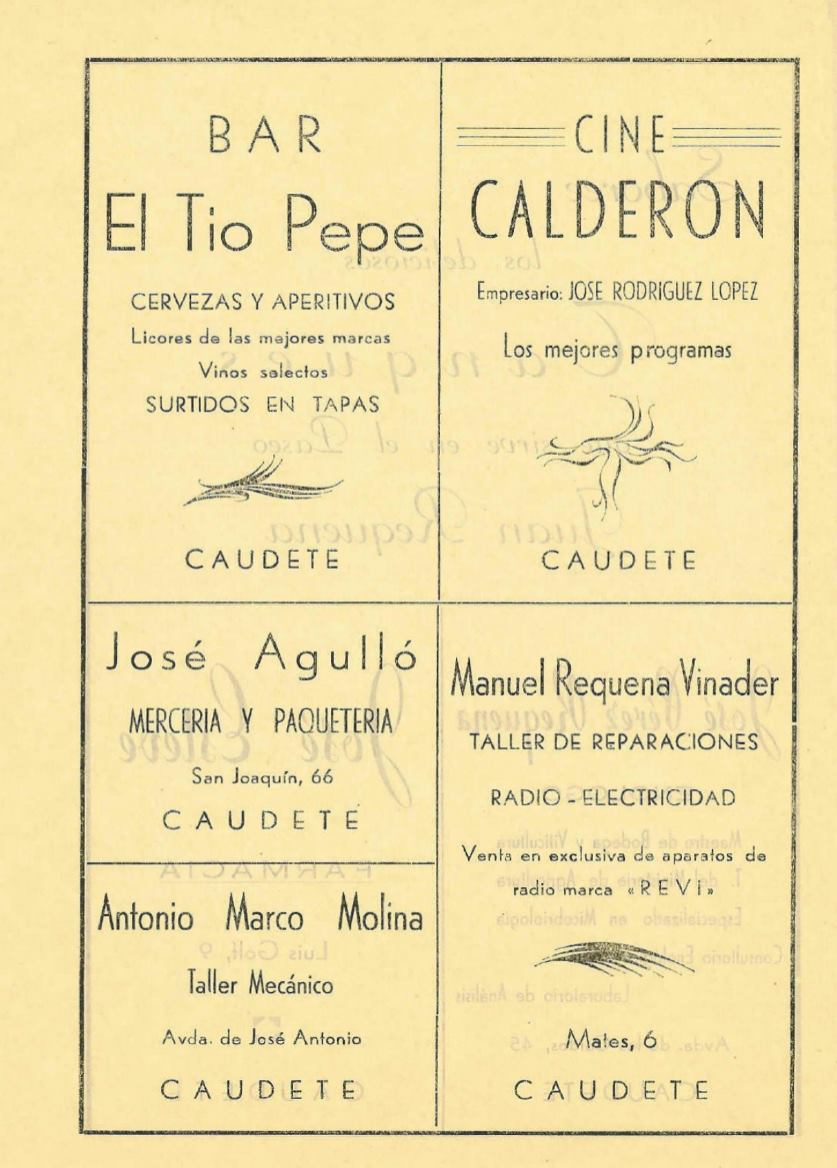 BAR
El Tio Pepe
CERVEZAS Y APERITIVOS
Licores de las mejores marcas
Vinos selectos
SURTIDOS EN TAPAS
CAUDETE
CINE
CALDERON
Empresario: JOSE RODRIGUEZ LOPEZ
Los mejores programas
CAUDETE
José Agulló
MERCERIA Y PAQUETERIA
San Joaquín, 66
CAUDETE
Antonio Marco Molina
Taller Mecánico
Avda. de José Antonio
CAUDETE
Manuel Requena Vinader
TALLER DE REPARACIONES
RADIO - ELECTRICIDAD
Venta en exclusiva de aparatos de
radio marca «REVi»
Mates, 6
CAUDETE